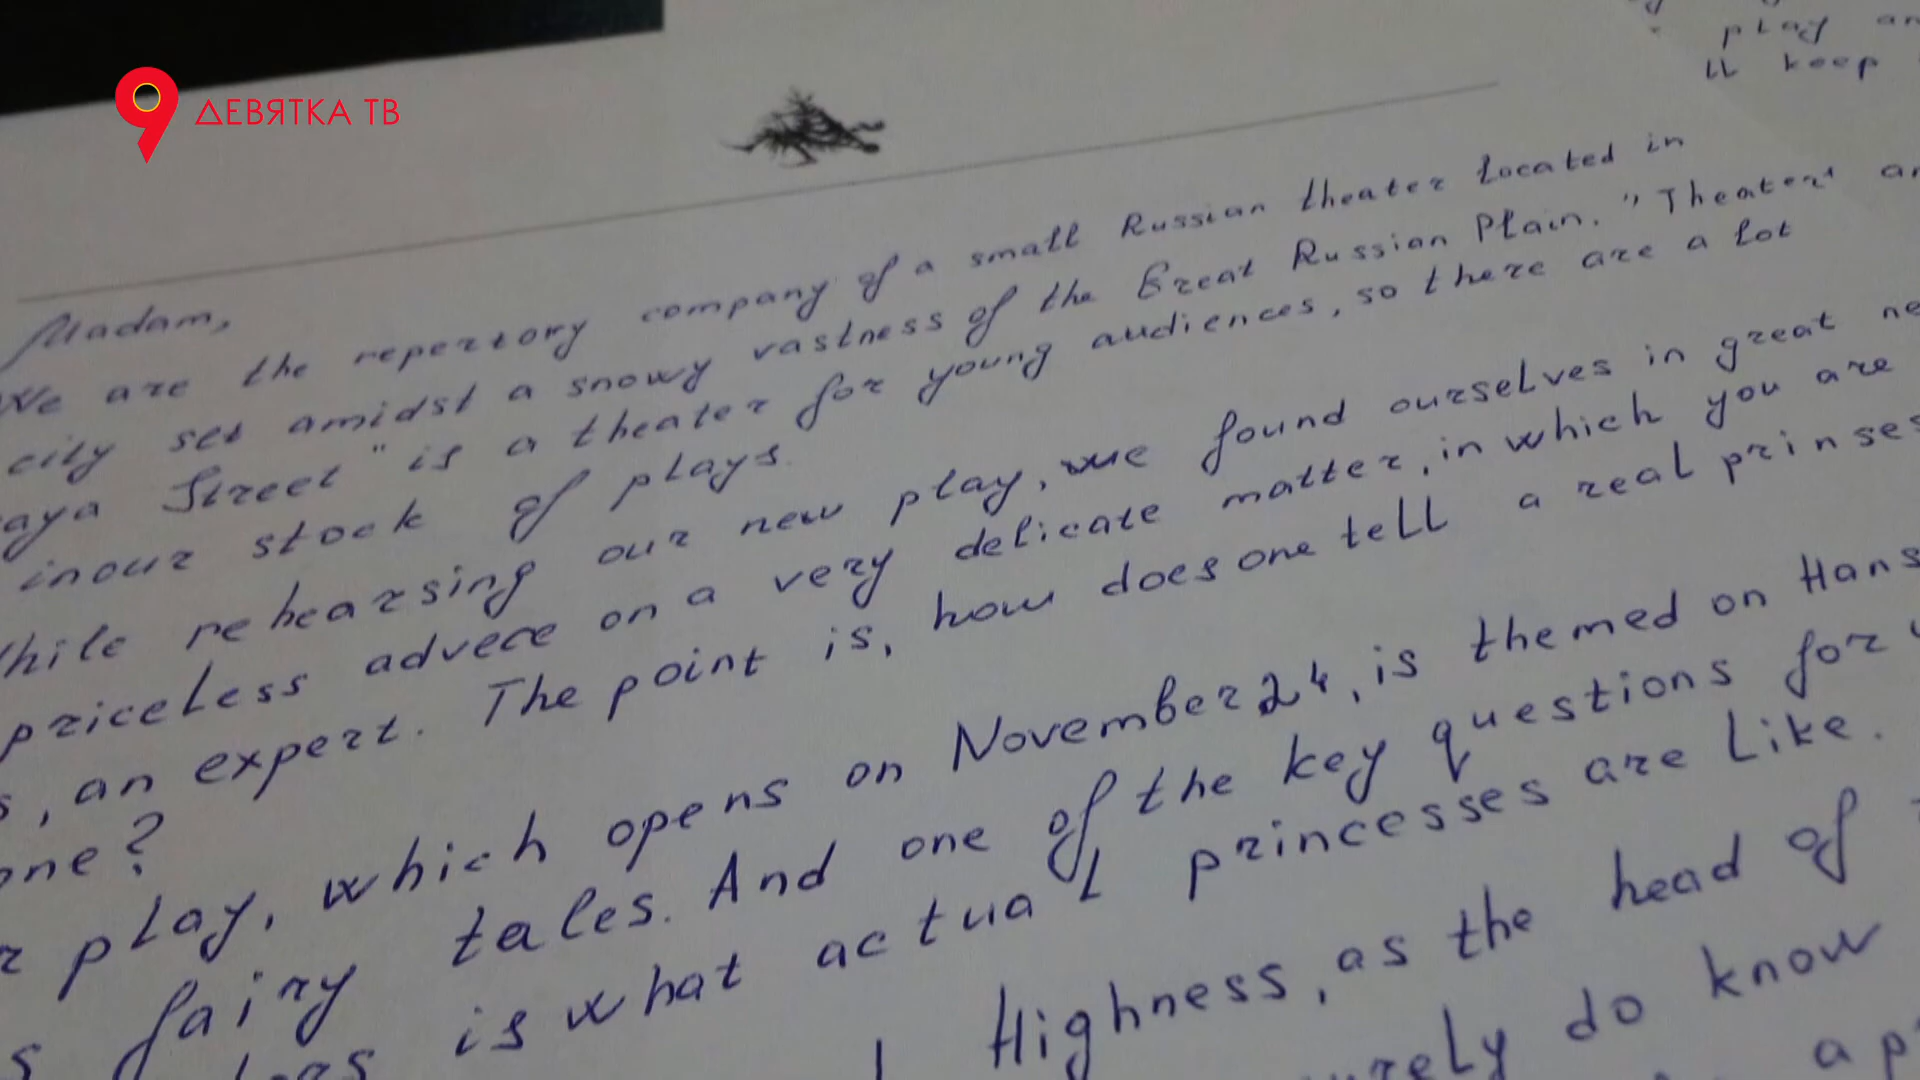 ДЕВЯТКА ТВ
play
ll keep
Madam,
We are the repertory company of a small Russian theater located in
city set amidst a snowy vastness of the Great Russian Plain. "Theater
aya Street" is a theater for young audiences, so there are a lot
inour stock of plays.
hile rehearsing our new play, we found ourselves in great
priceless advece on a very delicate matter, in which you are
s, an expert. The point is, how does one tell a real
one?
r play, which opens on November 24, is themed on Hans
s fairy tales. And one of the key questions for
is what actual princesses are like.
Highness, as the head of
do know